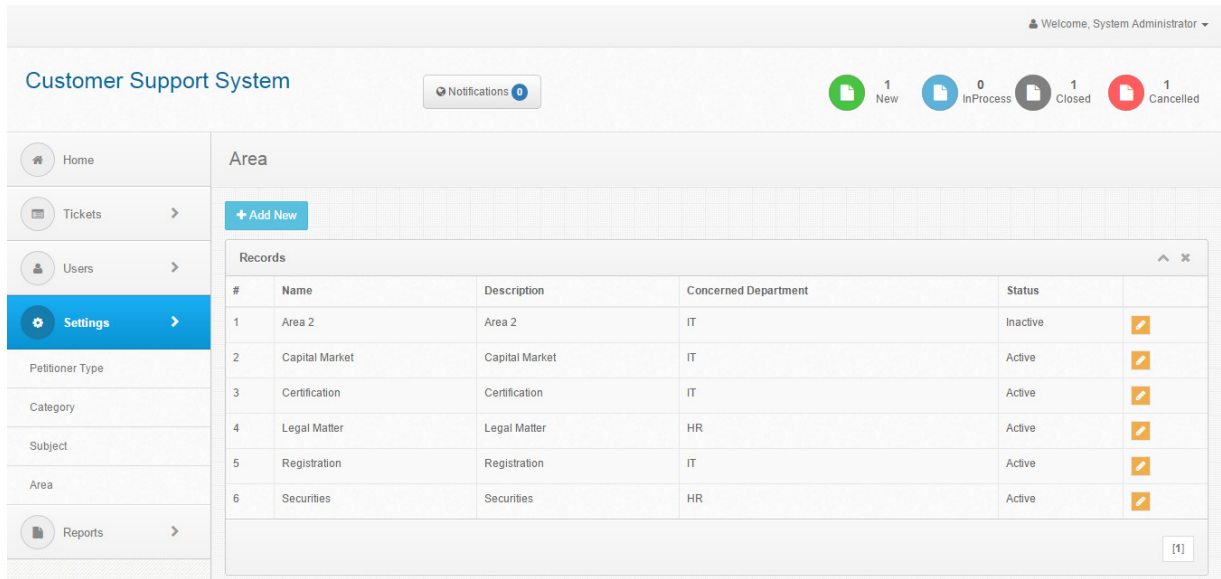 Welcome, System Administrator
Customer Support System
Notifications 0
1
New
0
InProcess
1
Closed
1
Cancelled
Home
Tickets
Users
Settings
Petitioner Type
Category
Subject
Area
Reports
Area
+ Add New
Records
# Name Description Concerned Department Status
1 Area 2 Area 2 IT Inactive
2 Capital Market Capital Market IT Active
3 Certification Certification IT Active
4 Legal Matter Legal Matter HR Active
5 Registration Registration IT Active
6 Securities Securities HR Active
[1]